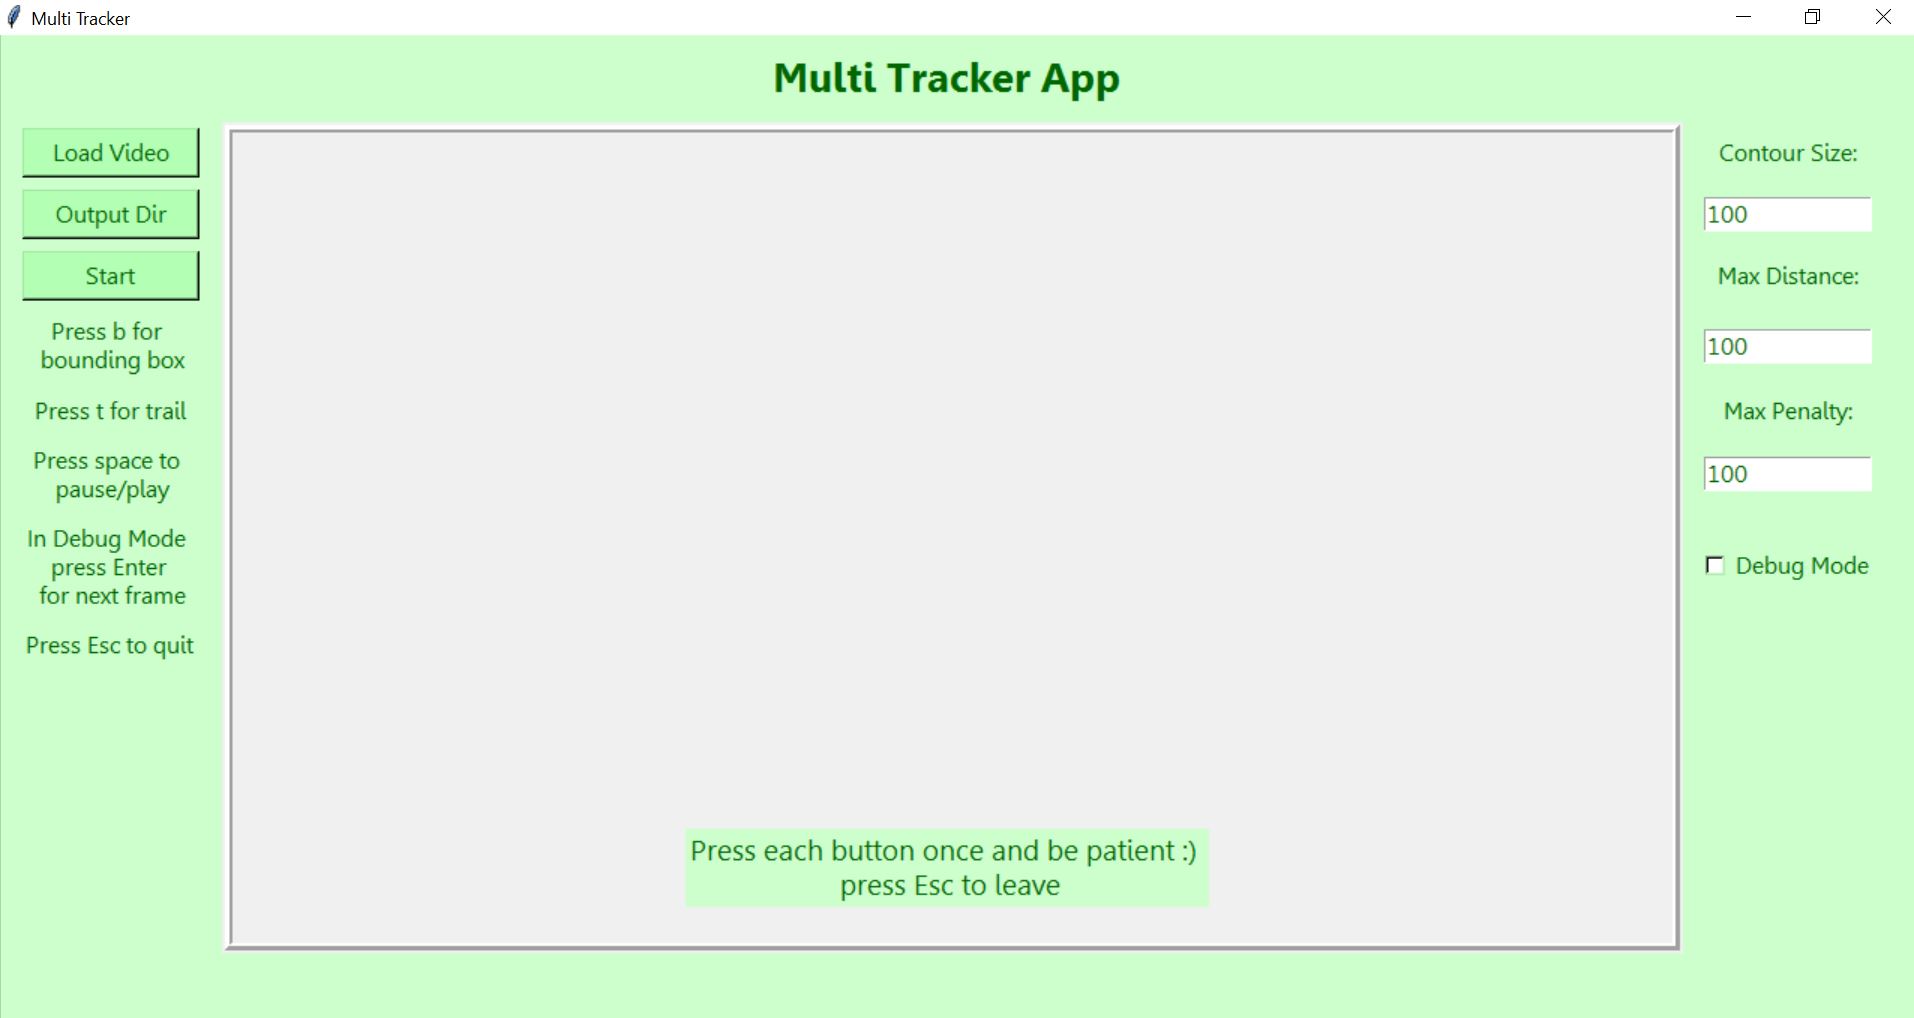 Multi Tracker
Multi Tracker App
Load Video
Output Dir
Start
Press b for
bounding box
Press t for trail
Press space to
pause/play
In Debug Mode
press Enter
for next frame
Press Esc to quit
Press each button once and be patient :)
press Esc to leave
Contour Size:
100
Max Distance:
100
Max Penalty:
100
Debug Mode